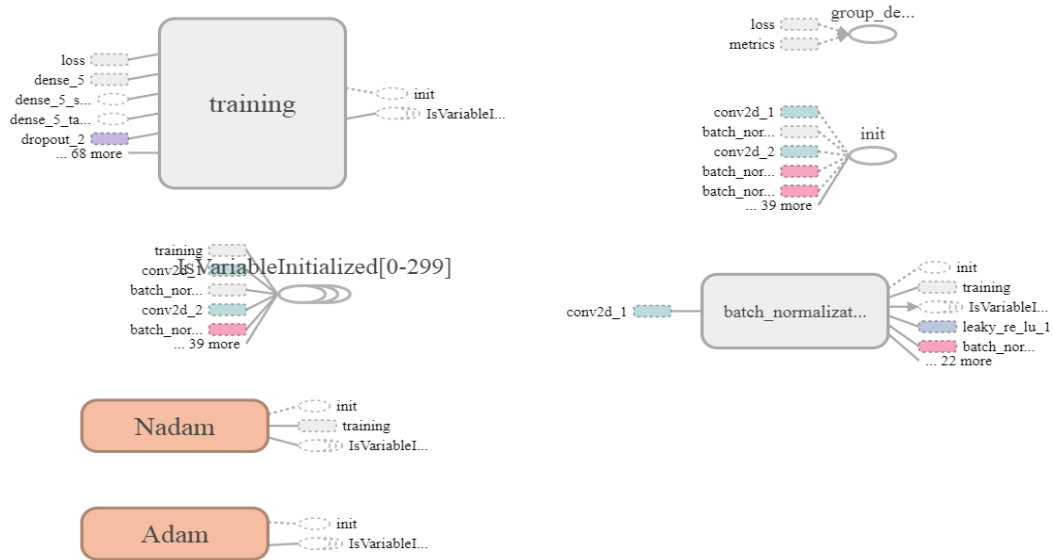 loss
dense_5
dense_5_s...
dense_5_ta...
dropout_2
... 68 more
training
init
IsVariableI...
group_de...
loss
metrics
init
conv2d_1
batch_nor...
conv2d_2
batch_nor...
batch_nor...
... 39 more
IsVariableInitialized[0-299]
training
conv2d_1
batch_nor...
conv2d_2
batch_nor...
... 39 more
conv2d_1
batch_normalizat...
init
training
IsVariableI...
leaky_re_lu_1
batch_nor...
... 22 more
Nadam
init
training
IsVariableI...
Adam
init
IsVariableI...